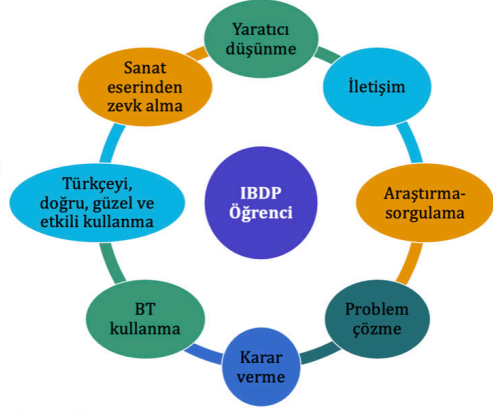 Yaratıcı
düşünme
İletişim
Araştırma-
sorgulama
Problem
çözme
Karar
verme
BT
kullanma
Türkçeyi,
doğru, güzel ve
etkili kullanma
Sanat
eserinden
zevk alma
IBDP
Öğrenci